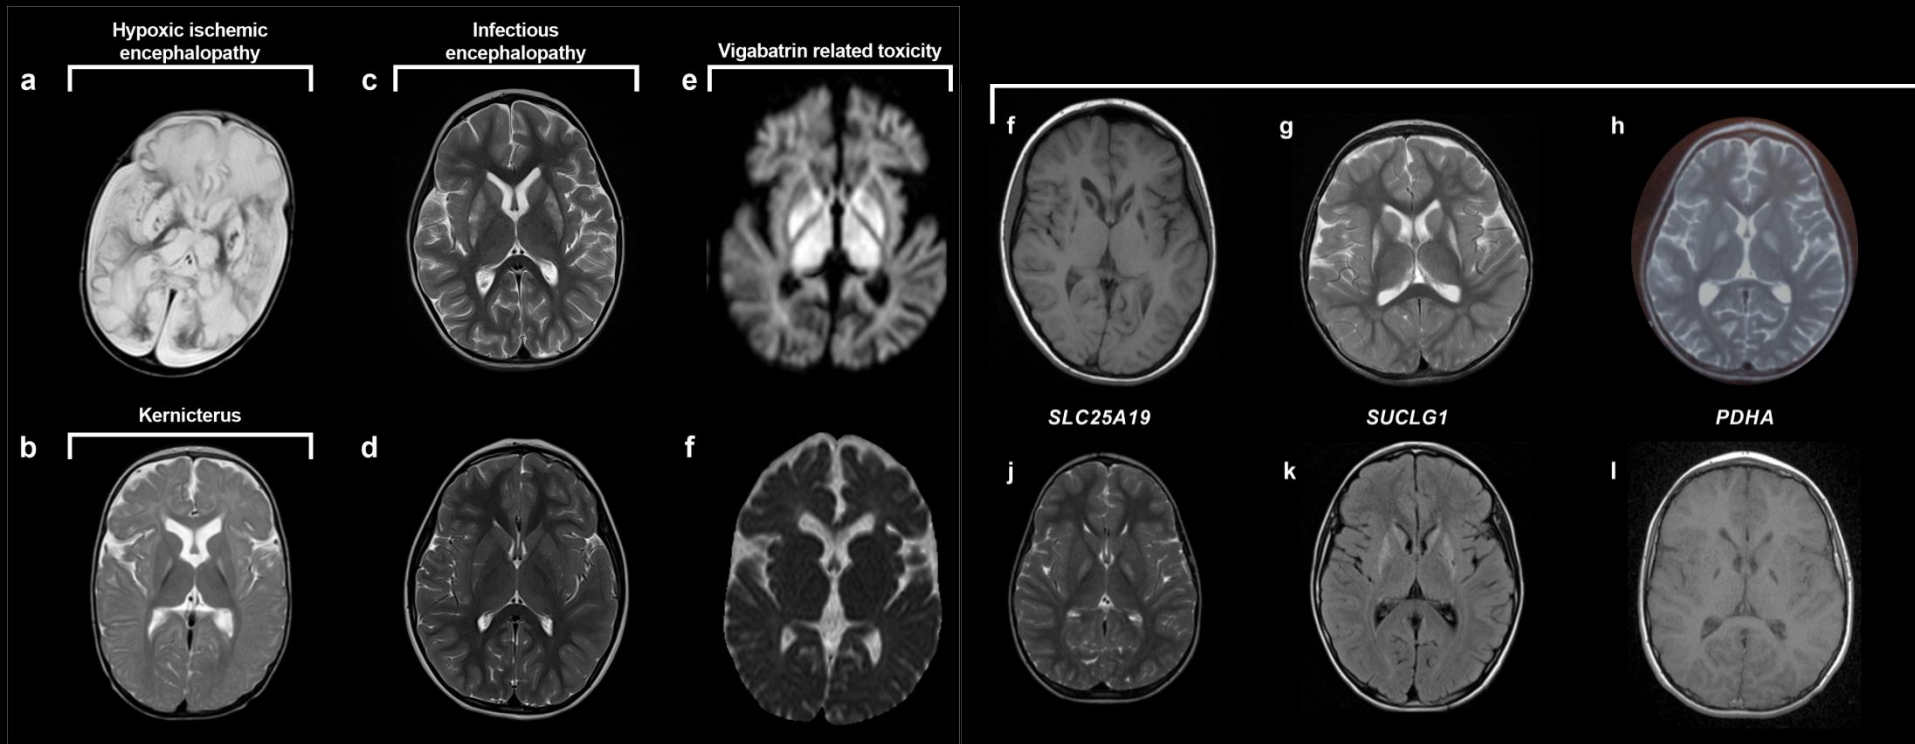 Hypoxic ischemic
encephalopathy
Infectious
encephalopathy
Vigabatrin related toxicity
a
c
e
f
g
h
SLC25A19
SUCLG1
PDHA
Kernicterus
b
d
f
j
k
l